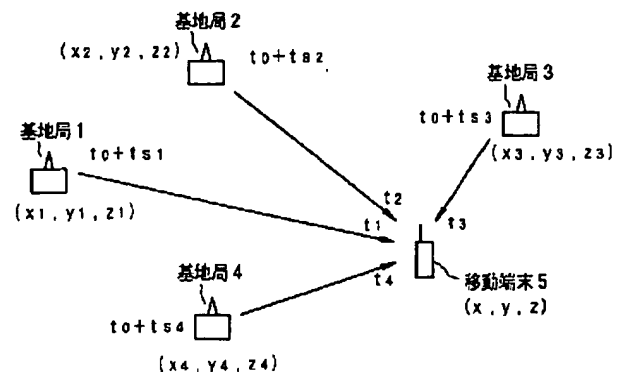 基地局2
(x2, y2, z2)
t0+ts2
基地局3
t0+ts3
(x3, y3, z3)
基地局1
t0+ts1
(x1, y1, z1)
t2
t1
t3
t4
基地局4
t0+ts4
(x4, y4, z4)
移動端末5
(x, y, z)